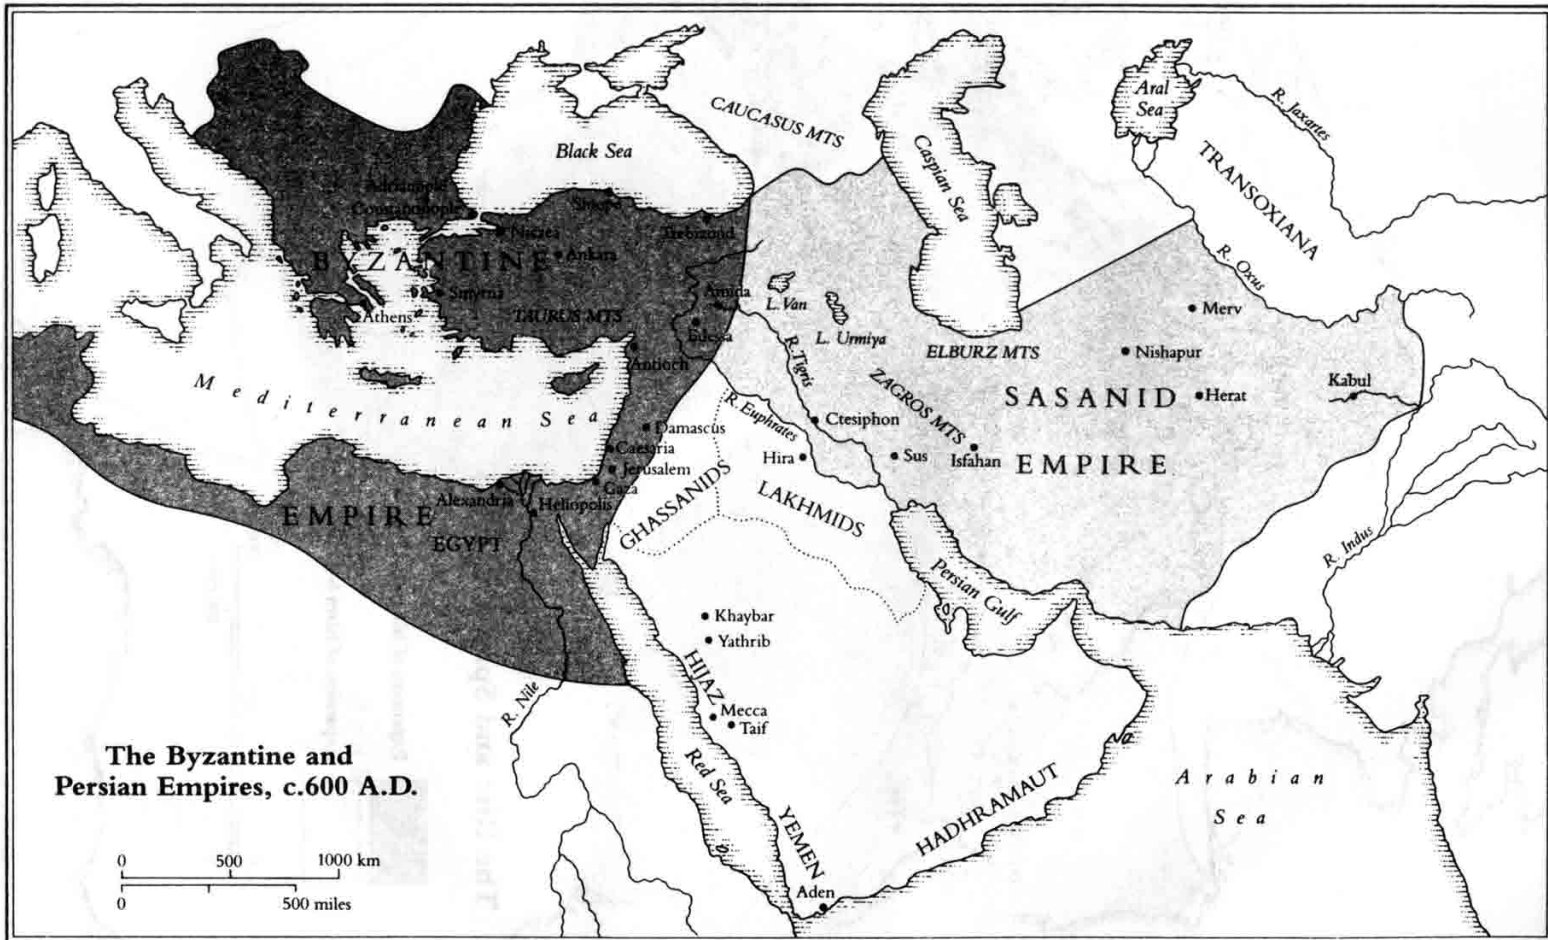 The Byzantine and
Persian Empires, c.600 A.D.
0 500 1000 km
0 500 miles
Black Sea
CAUCASUS MTS
Caspian Sea
Aral
Sea
R. Jaxartes
TRANSOXIANA
R. Oxus
Adrianople
Constantinople
Sinope
Trebizond
Nicaea
Ankara
BYZANTINE
Smyrna
Athens
TAURUS MTS
Amida
Edessa
Antioch
L. Van
L. Urmiya
R. Tigris
ELBURZ MTS
ZAGROS MTS
Merv
Nishapur
SASANID
Herat
Kabul
EMPIRE
Mediterranean Sea
R. Euphrates
Ctesiphon
Hira
Sus
Isfahan
Damascus
Caesaria
Jerusalem
Gaza
Alexandria
Heliopolis
EMPIRE
EGYPT
GHASSANIDS
LAKHMIDS
Persian Gulf
R. Indus
Khaybar
Yathrib
HIJAZ
Mecca
Taif
R. Nile
Red Sea
YEMEN
Aden
HADHRAMAUT
Arabian
Sea